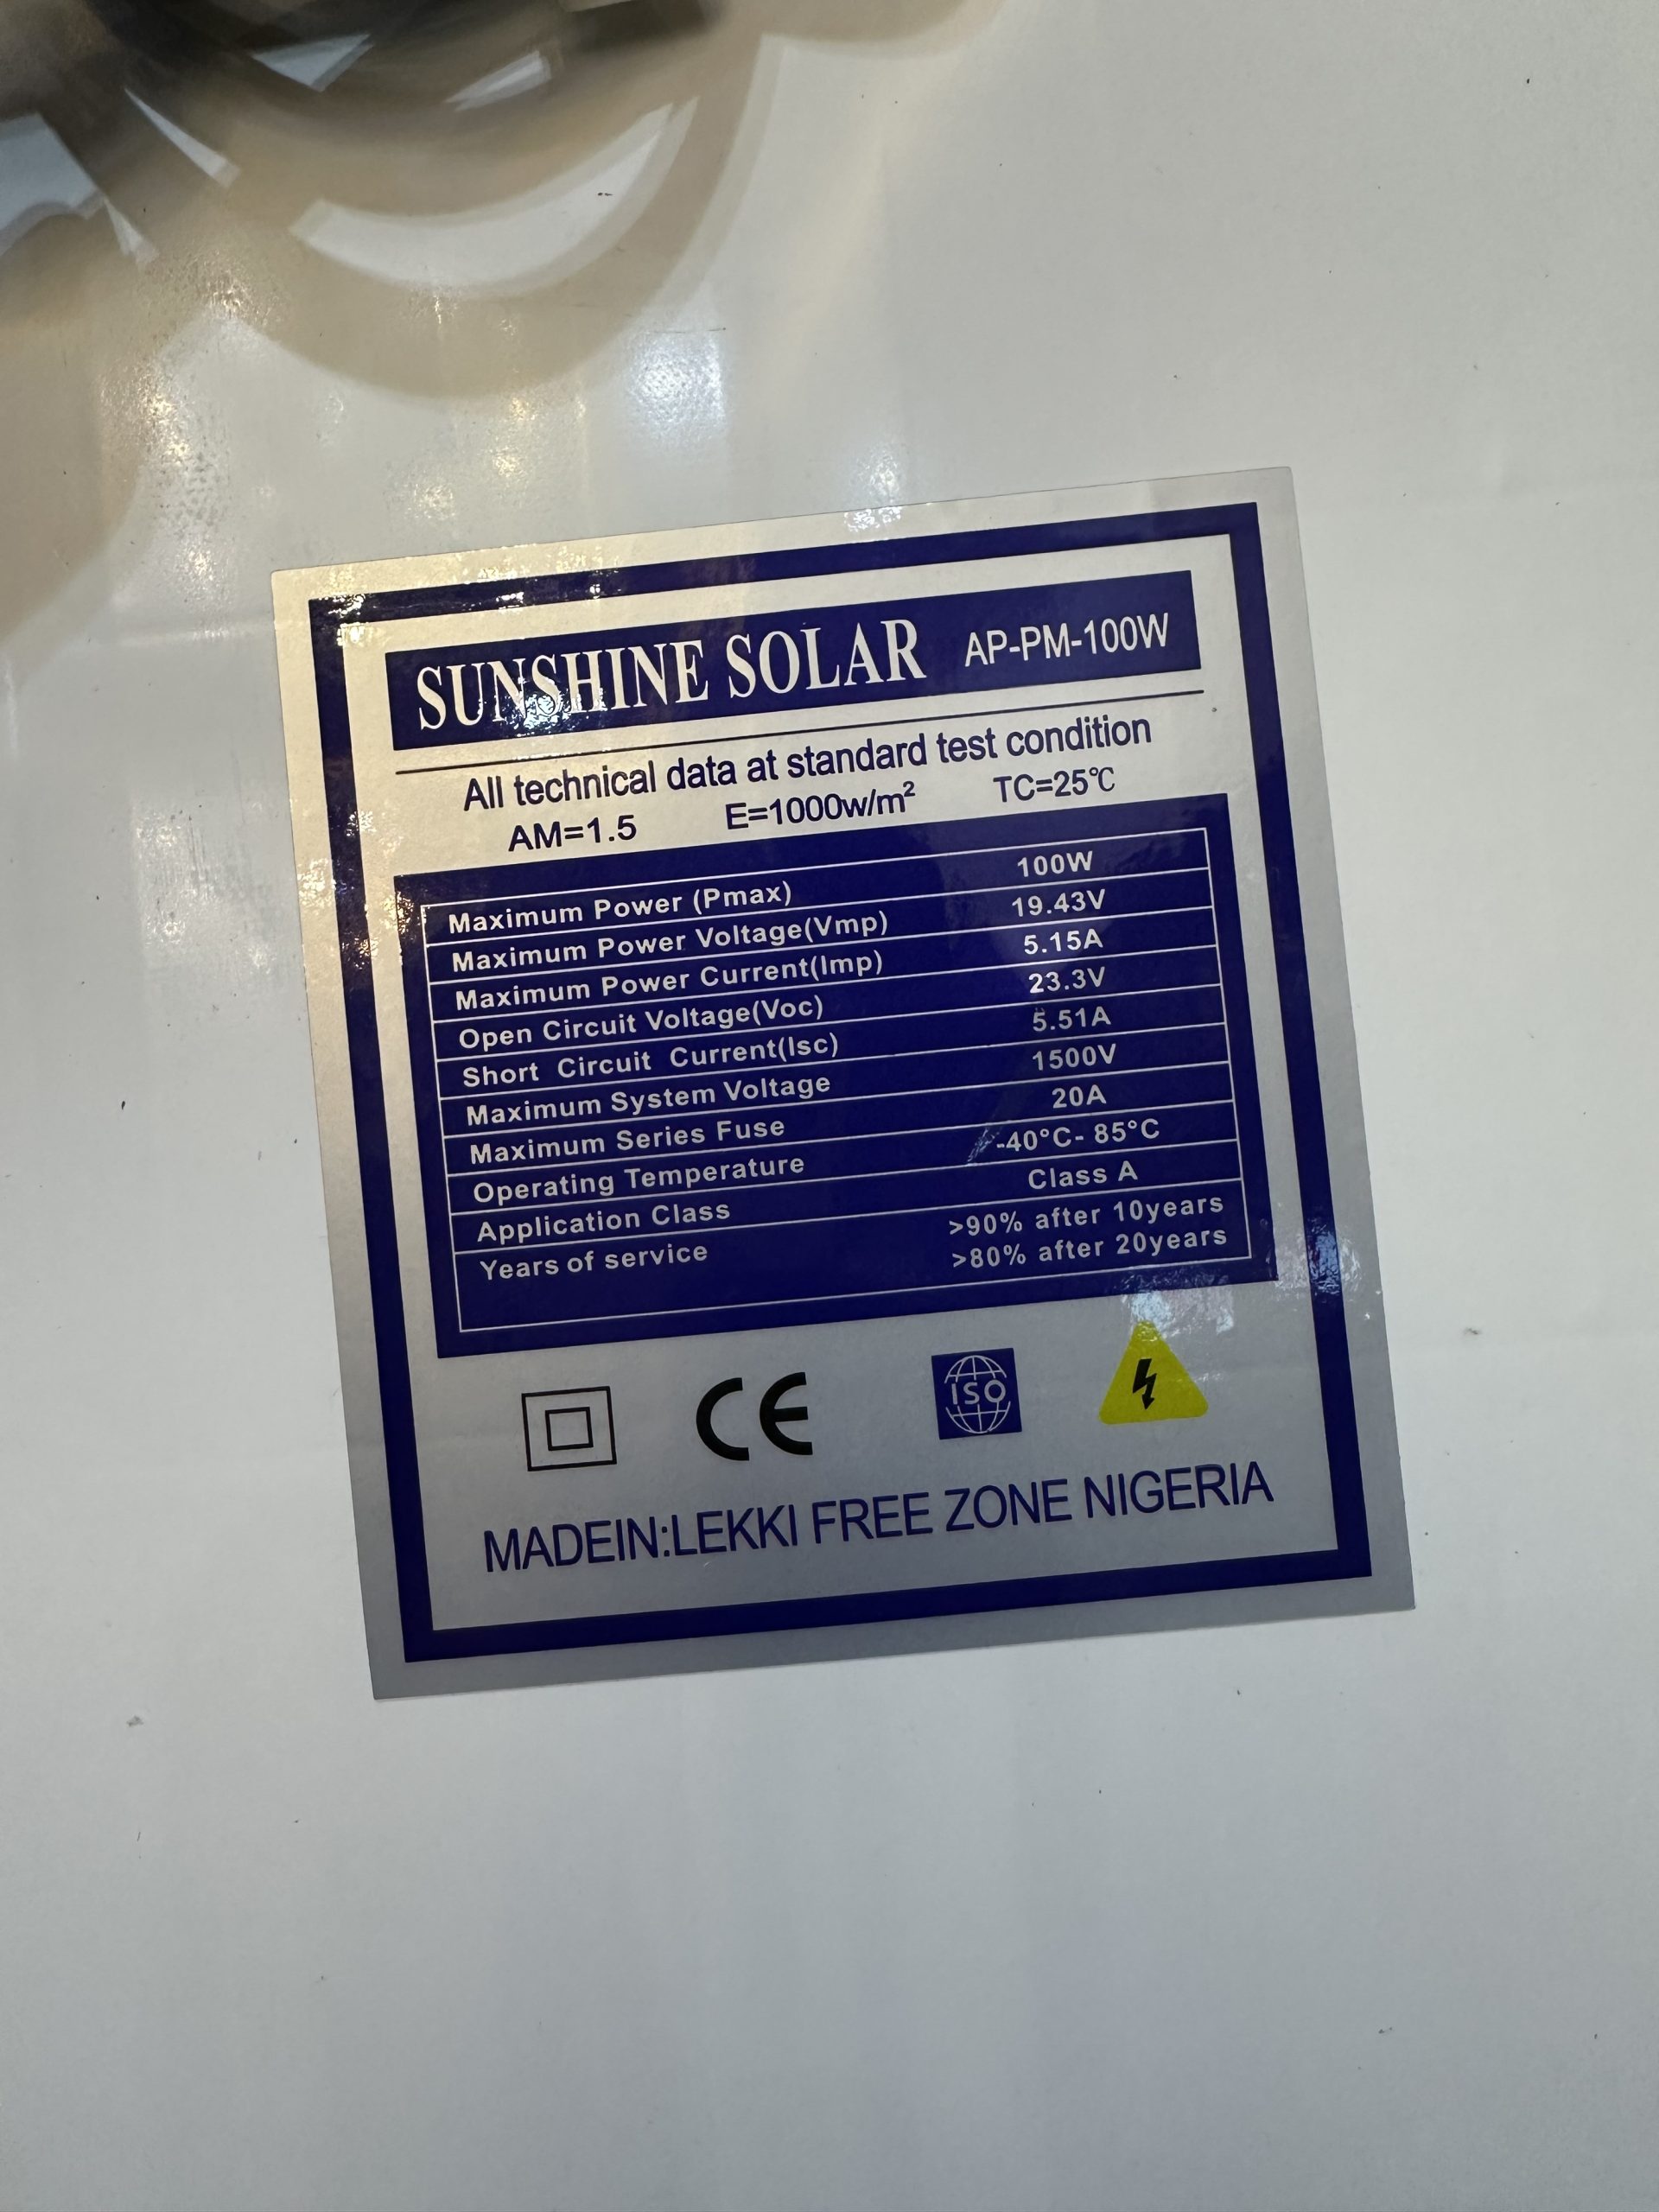 SUNSHINE SOLAR AP-PM-100W
All technical data at standard test condition
AM=1.5 E=1000w/m² TC=25℃
Maximum Power (Pmax) 100W
Maximum Power Voltage(Vmp) 19.43V
Maximum Power Current(Imp) 5.15A
Open Circuit Voltage(Voc) 23.3V
Short Circuit Current(Isc) 5.51A
Maximum System Voltage 1500V
Maximum Series Fuse 20A
Operating Temperature -40°C- 85°C
Application Class Class A
Years of service >90% after 10years
>80% after 20years
CE ISO
MADEIN:LEKKI FREE ZONE NIGERIA